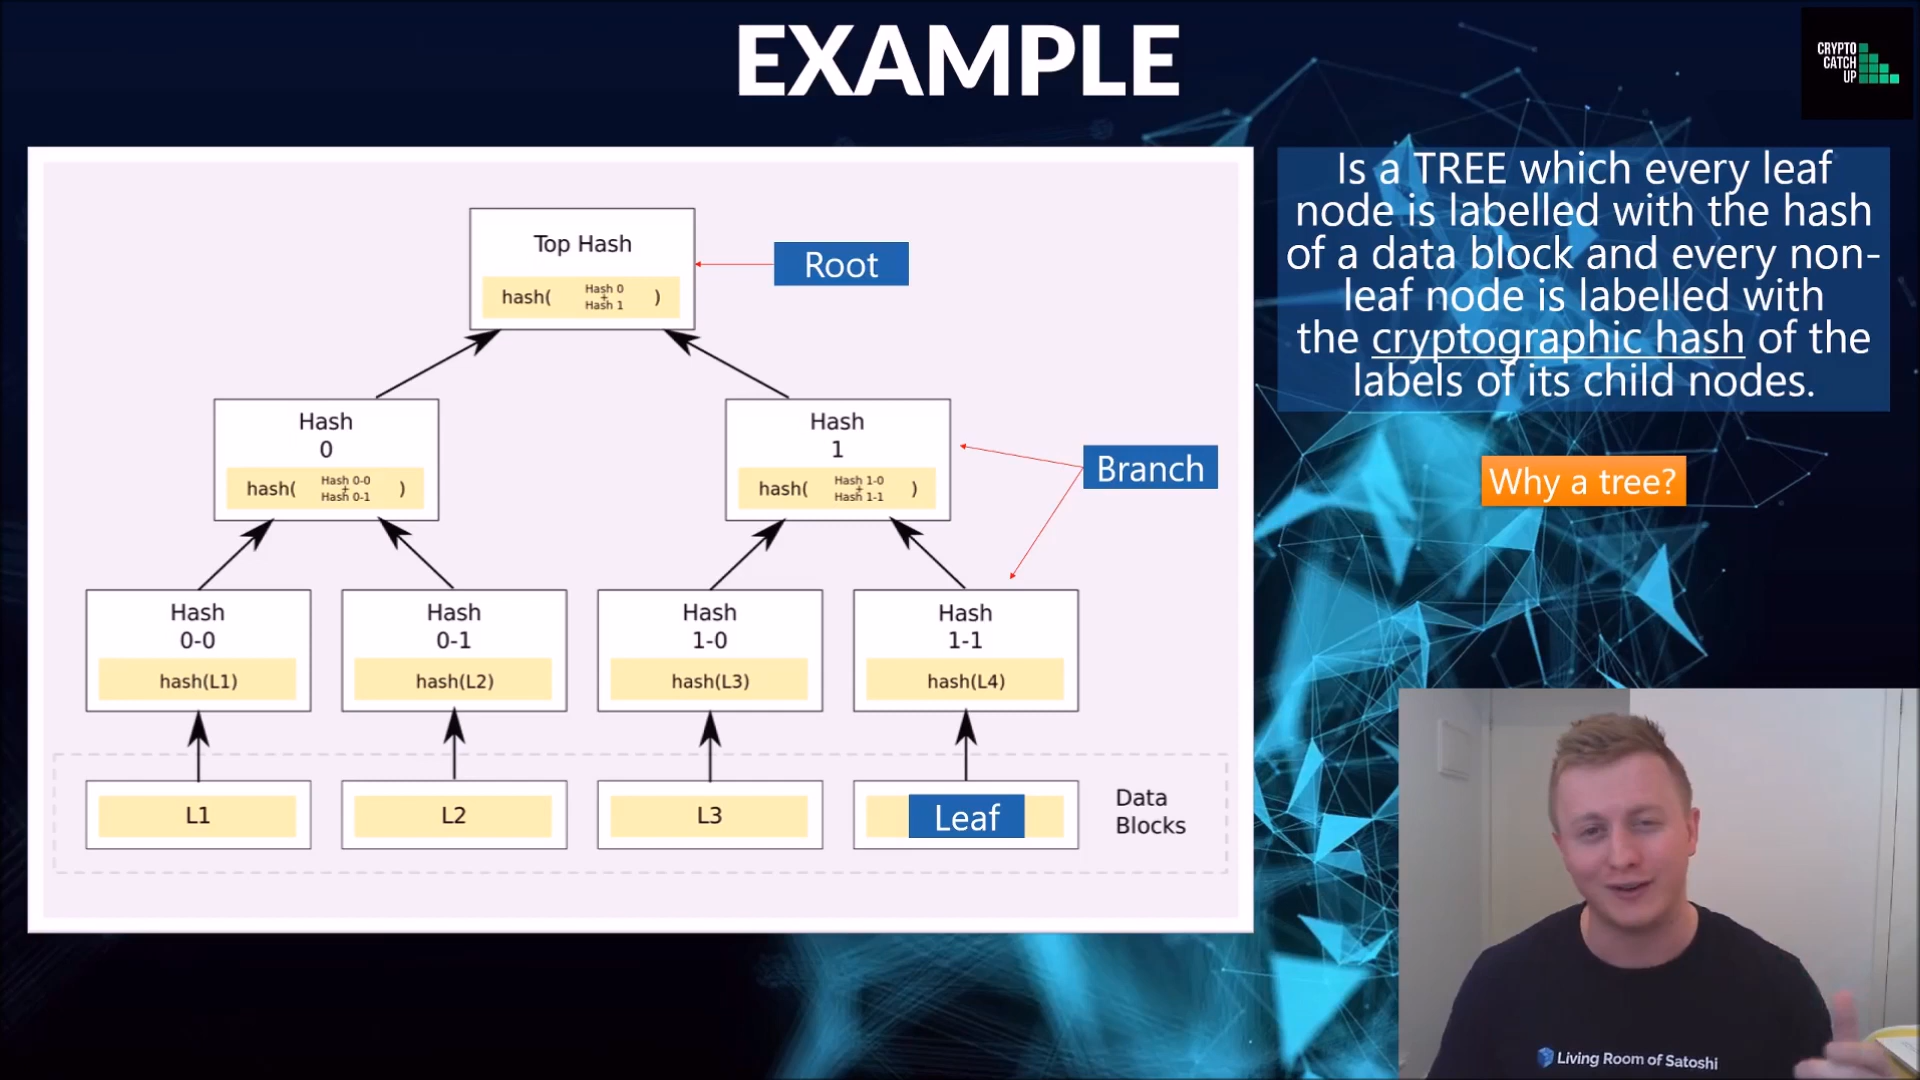 EXAMPLE
CRYPTO
CATCH
UP
Top Hash
hash(
Hash 0
+
Hash 1
)
Root
Is a TREE which every leaf
node is labelled with the hash
of a data block and every non-
leaf node is labelled with
the cryptographic hash of the
labels of its child nodes.
Hash
0
hash(
Hash 0-0
+
Hash 0-1
)
Hash
1
hash(
Hash 1-0
+
Hash 1-1
)
Branch
Why a tree?
Hash
0-0
hash(L1)
Hash
0-1
hash(L2)
Hash
1-0
hash(L3)
Hash
1-1
hash(L4)
L1
L2
L3
Leaf
Data
Blocks
Living Room of Satoshi